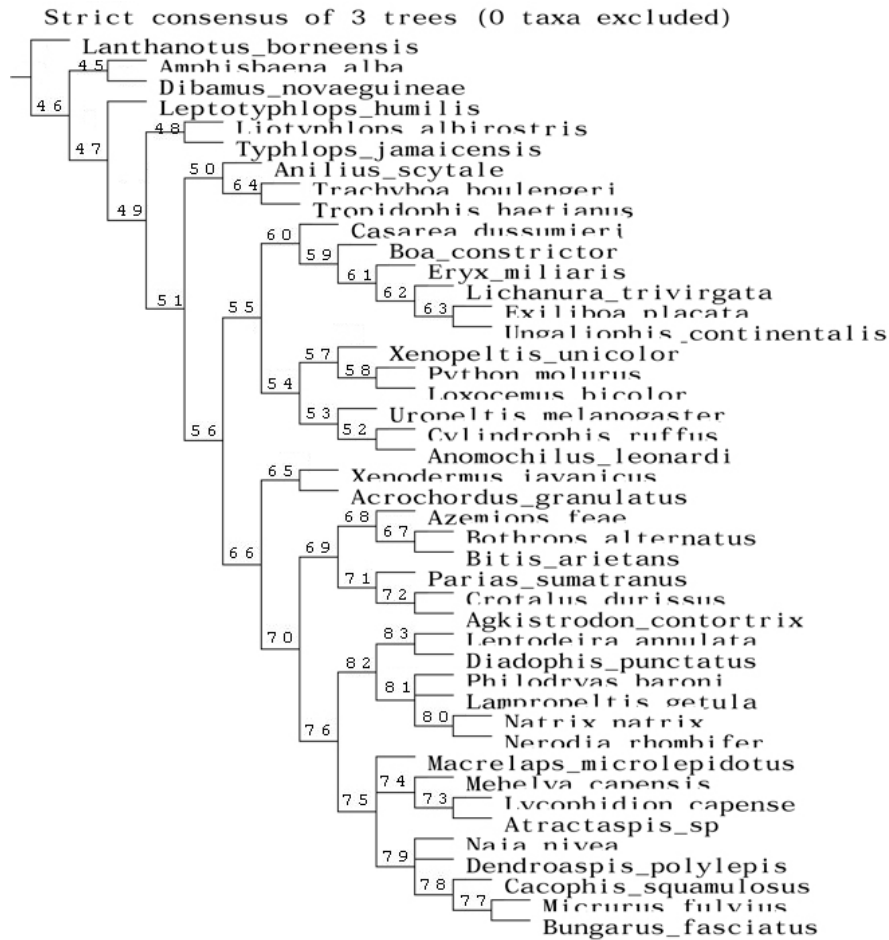 Strict consensus of 3 trees (0 taxa excluded)
Lanthanotus_borneensis
45 Amphisbaena_alba
Dibamus_novaeguineae
46 Leptotyphlops_humilis
48 Liotyphlops_albirostris
47 Typhlops_jamaicensis
50 Anilius_scytale
64 Trachyboa_boulengeri
49 Tropidophis_haetianus
60 Casarea_dussumieri
59 Boa_constrictor
61 Eryx_miliaris
62 Lichanura_trivirgata
51 55 63 Exiliboa_placata
Ungaliophis_continentalis
57 Xenopeltis_unicolor
58 Python_molurus
54 Loxocemus_bicolor
53 Uropeltis_melanogaster
56 52 Cylindrophis_ruffus
Anomochilus_leonardi
65 Xenodermus_javanicus
Acrochordus_granulatus
68 Azemiops_feae
67 Bothrops_alternatus
66 69 Bitis_arietans
71 Parias_sumatranus
72 Crotalus_durissus
Agkistrodon_contortrix
70 83 Leptodeira_annulata
82 Diadophis_punctatus
81 Philodryas_baroni
Lampropeltis_getula
80 Natrix_natrix
76 Nerodia_rhombifer
Macrelaps_microlepidotus
74 Mehelya_capensis
75 73 Lycophidion_capense
Atractaspis_sp
Naja_nivea
79 Dendroaspis_polylepis
78 Cacophis_squamulosus
77 Micrurus_fulvius
Bungarus_fasciatus